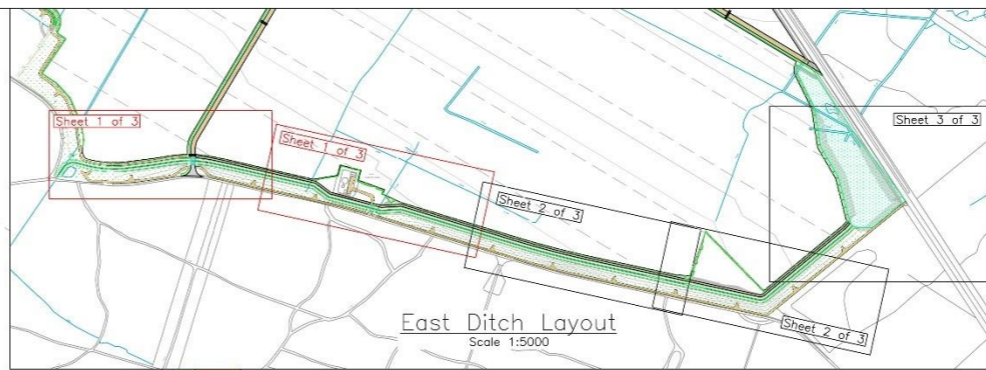 Sheet 1 of 3
Sheet 1 of 3
Sheet 2 of 3
Sheet 3 of 3
Sheet 2 of 3
East Ditch Layout
Scale 1:5000